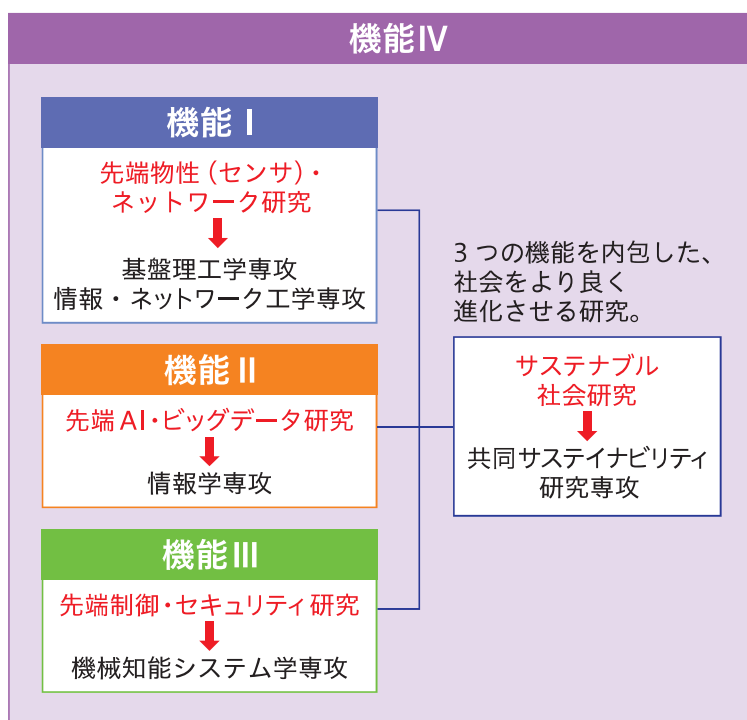 機能Ⅳ
機能Ⅰ
先端物性（センサ）・
ネットワーク研究
基盤理工学専攻
情報・ネットワーク工学専攻
機能Ⅱ
先端AI・ビッグデータ研究
情報学専攻
機能Ⅲ
先端制御・セキュリティ研究
機械知能システム学専攻
3つの機能を内包した、
社会をより良く
進化させる研究。
サステナブル
社会研究
共同サステイナビリティ
研究専攻